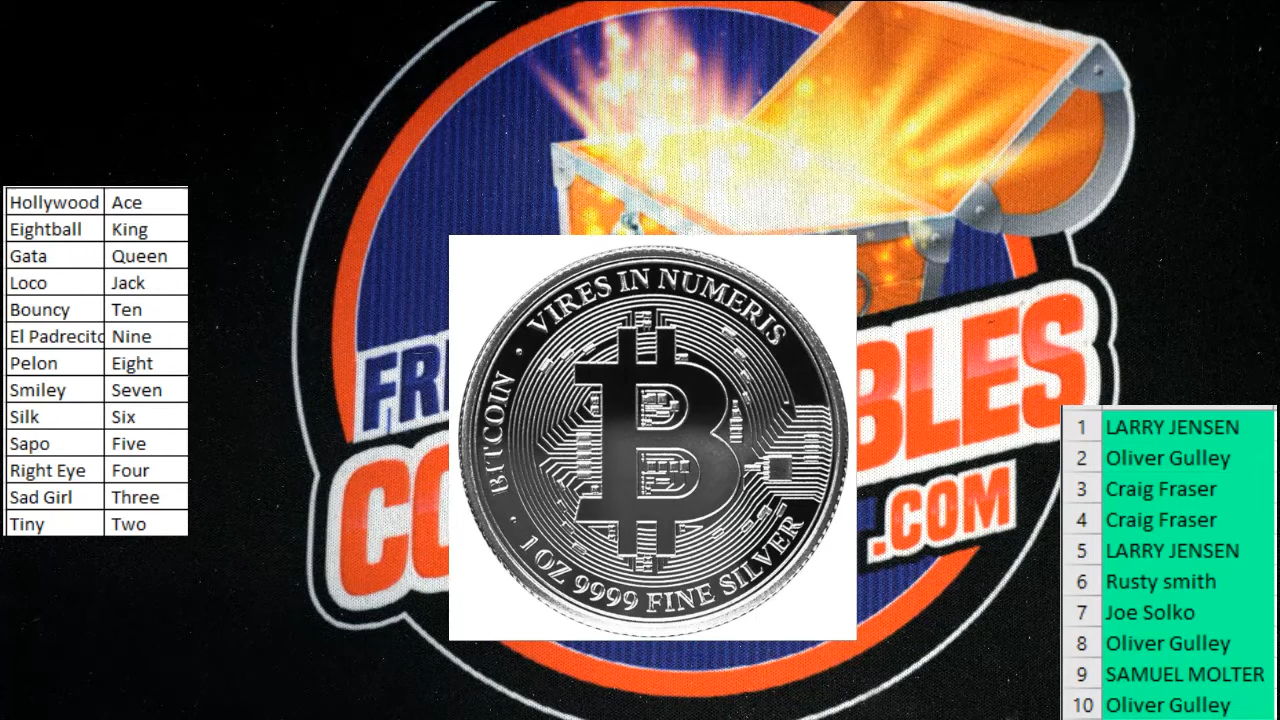 Hollywood Ace
Eightball King
Gata Queen
Loco Jack
Bouncy Ten
El Padrecito Nine
Pelon Eight
Smiley Seven
Silk Six
Sapo Five
Right Eye Four
Sad Girl Three
Tiny Two
VIRES IN NUMERIS
BITCOIN
1 OZ 9999 FINE SILVER
.COM
1 LARRY JENSEN
2 Oliver Gulley
3 Craig Fraser
4 Craig Fraser
5 LARRY JENSEN
6 Rusty smith
7 Joe Solko
8 Oliver Gulley
9 SAMUEL MOLTER
10 Oliver Gulley